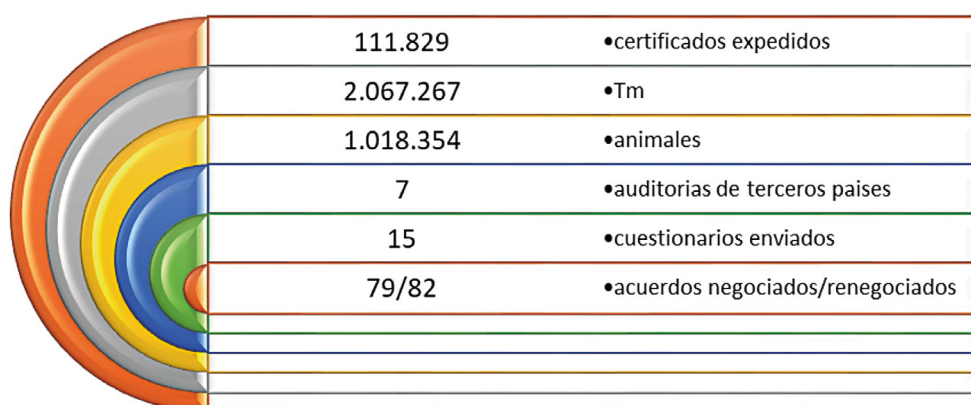 111.829 •certificados expedidos
2.067.267 •Tm
1.018.354 •animales
7 •auditorias de terceros paises
15 •cuestionarios enviados
79/82 •acuerdos negociados/renegociados